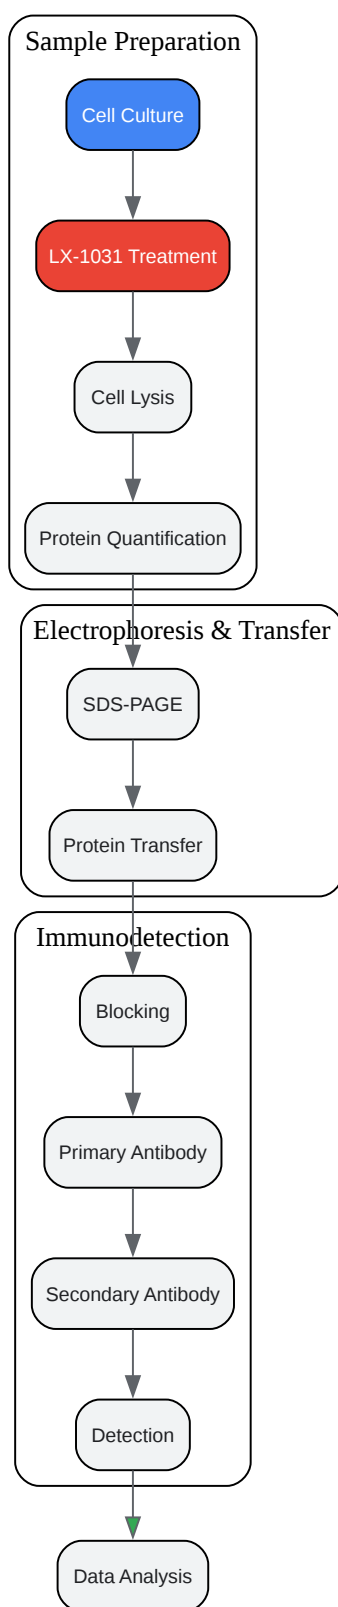 Sample Preparation
Cell Culture
LX-1031 Treatment
Cell Lysis
Protein Quantification
Electrophoresis & Transfer
SDS-PAGE
Protein Transfer
Immunodetection
Blocking
Primary Antibody
Secondary Antibody
Detection
Data Analysis